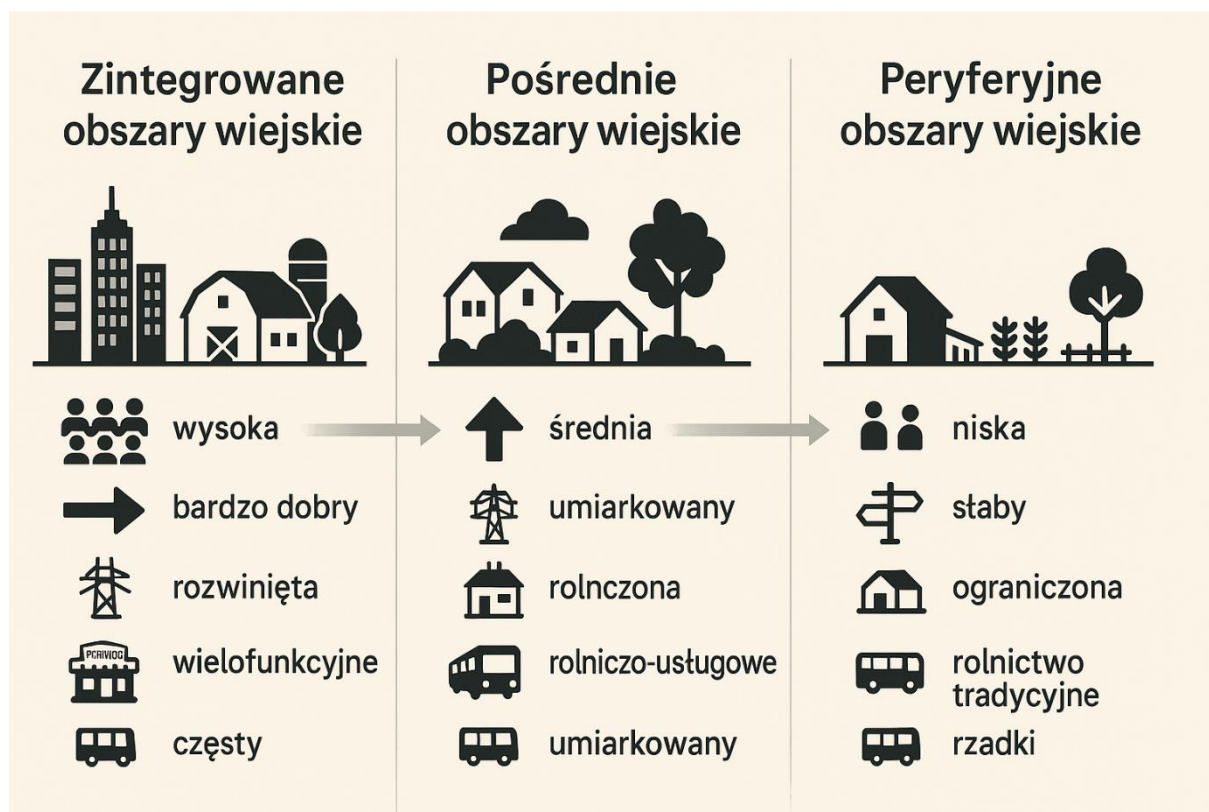 Zintegrowane
obszary wiejskie
Pośrednie
obszary wiejskie
Peryferyjne
obszary wiejskie
wysoka
średnia
niska
bardzo dobry
umiarkowany
słaby
rozwinięta
rolnczona
ograniczona
PCRIVIOG
wielofunkcyjne
rolniczo-usługowe
rolnictwo
tradycyjne
częsty
umiarkowany
rzadki